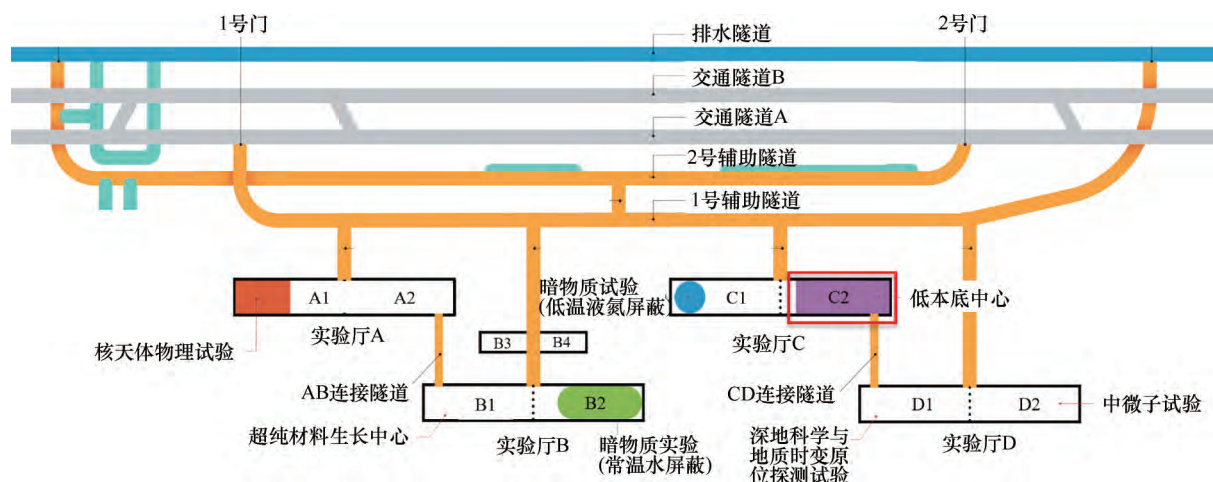 1号门
2号门
排水隧道
交通隧道B
交通隧道A
2号辅助隧道
1号辅助隧道
A1
A2
实验厅A
核天体物理试验
AB连接隧道
B3
B4
B1
B2
超纯材料生长中心
实验厅B
暗物质实验
(常温水屏蔽)
暗物质试验
(低温液氮屏蔽)
C1
C2
低本底中心
实验厅C
CD连接隧道
D1
D2
中微子试验
深地科学与
地质时变原
位探测试验
实验厅D